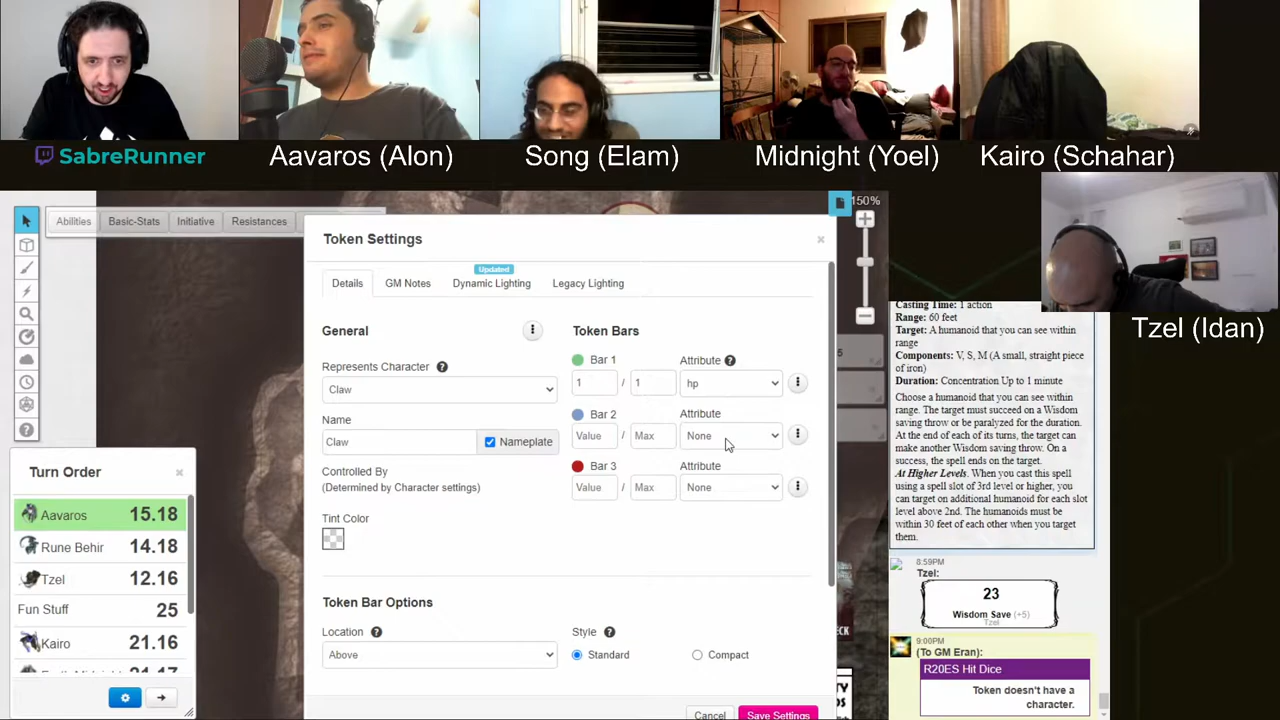 SabreRunner
Aavaros (Alon)
Song (Elam)
Midnight (Yoel)
Kairo (Schahar)
Tzel (Idan)
Abilities
Basic-Stats
Initiative
Resistances
150%
Token Settings
Details
GM Notes
Updated
Dynamic Lighting
Legacy Lighting
General
Represents Character
Claw
Name
Claw
Nameplate
Controlled By
(Determined by Character settings)
Tint Color
Token Bars
Bar 1
Attribute
1 / 1
hp
Bar 2
Attribute
Value / Max
None
Bar 3
Attribute
Value / Max
None
Token Bar Options
Location
Above
Style
Standard
Compact
Cancel
Save Settings
Turn Order
Aavaros 15.18
Rune Behir 14.18
Tzel 12.16
Fun Stuff 25
Kairo 21.16
Casting Time: 1 action
Range: 60 feet
Target: A humanoid that you can see within
range
Components: V, S, M (A small, straight piece
of iron)
Duration: Concentration Up to 1 minute
Choose a humanoid that you can see within
range. The target must succeed on a Wisdom
saving throw or be paralyzed for the duration.
At the end of each of its turns, the target can
make another Wisdom saving throw. On a
success, the spell ends on the target.
At Higher Levels. When you cast this spell
using a spell slot of 3rd level or higher, you
can target on additional humanoid for each slot
level above 2nd. The humanoids must be
within 30 feet of each other when you target
them.
8:59PM
Tzel:
23
Wisdom Save (+5)
Tzel
9:00PM
(To GM Eran):
R20ES Hit Dice
Token doesn't have a
character.